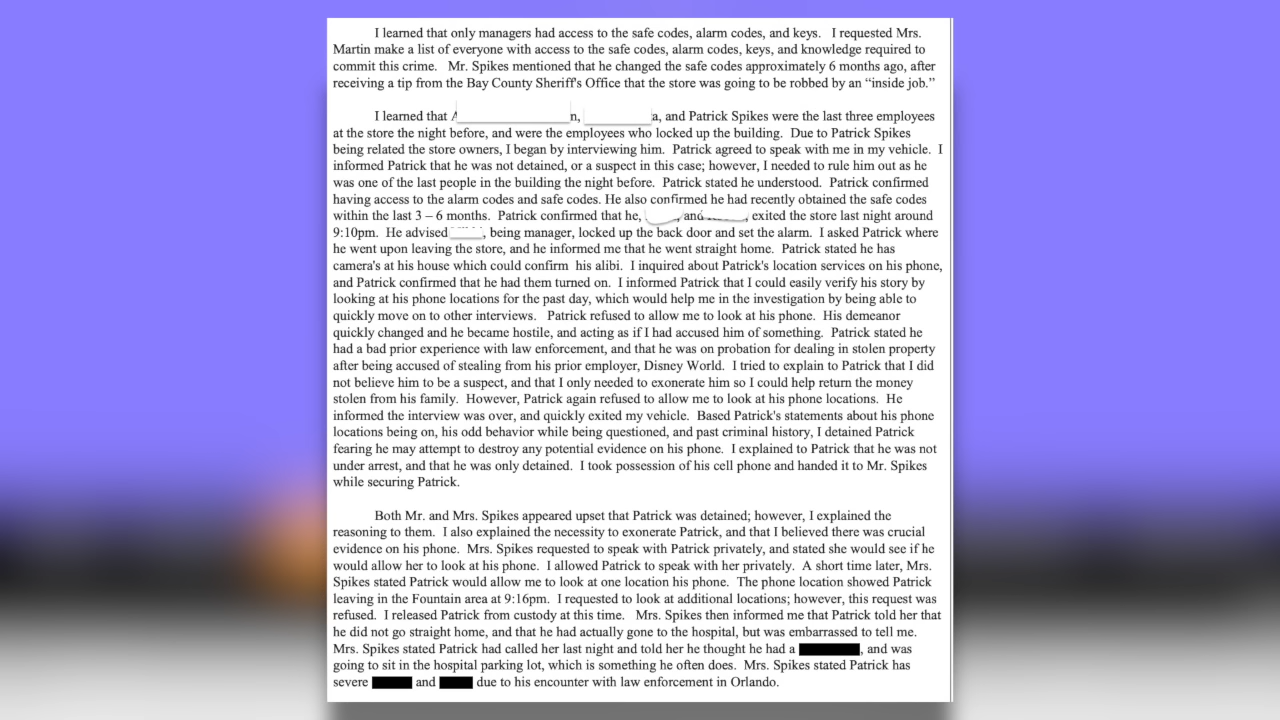 I learned that only managers had access to the safe codes, alarm codes, and keys. I requested Mrs.
Martin make a list of everyone with access to the safe codes, alarm codes, keys, and knowledge required to
commit this crime. Mr. Spikes mentioned that he changed the safe codes approximately 6 months ago, after
receiving a tip from the Bay County Sheriff's Office that the store was going to be robbed by an “inside job.”
I learned that A n, a, and Patrick Spikes were the last three employees
at the store the night before, and were the employees who locked up the building. Due to Patrick Spikes
being related the store owners, I began by interviewing him. Patrick agreed to speak with me in my vehicle. I
informed Patrick that he was not detained, or a suspect in this case; however, I needed to rule him out as he
was one of the last people in the building the night before. Patrick stated he understood. Patrick confirmed
having access to the alarm codes and safe codes. He also confirmed he had recently obtained the safe codes
within the last 3 – 6 months. Patrick confirmed that he, and , exited the store last night around
9:10pm. He advised , being manager, locked up the back door and set the alarm. I asked Patrick where
he went upon leaving the store, and he informed me that he went straight home. Patrick stated he has
camera's at his house which could confirm his alibi. I inquired about Patrick's location services on his phone,
and Patrick confirmed that he had them turned on. I informed Patrick that I could easily verify his story by
looking at his phone locations for the past day, which would help me in the investigation by being able to
quickly move on to other interviews. Patrick refused to allow me to look at his phone. His demeanor
quickly changed and he became hostile, and acting as if I had accused him of something. Patrick stated he
had a bad prior experience with law enforcement, and that he was on probation for dealing in stolen property
after being accused of stealing from his prior employer, Disney World. I tried to explain to Patrick that I did
not believe him to be a suspect, and that I only needed to exonerate him so I could help return the money
stolen from his family. However, Patrick again refused to allow me to look at his phone locations. He
informed the interview was over, and quickly exited my vehicle. Based Patrick's statements about his phone
locations being on, his odd behavior while being questioned, and past criminal history, I detained Patrick
fearing he may attempt to destroy any potential evidence on his phone. I explained to Patrick that he was not
under arrest, and that he was only detained. I took possession of his cell phone and handed it to Mr. Spikes
while securing Patrick.
Both Mr. and Mrs. Spikes appeared upset that Patrick was detained; however, I explained the
reasoning to them. I also explained the necessity to exonerate Patrick, and that I believed there was crucial
evidence on his phone. Mrs. Spikes requested to speak with Patrick privately, and stated she would see if he
would allow her to look at his phone. I allowed Patrick to speak with her privately. A short time later, Mrs.
Spikes stated Patrick would allow me to look at one location his phone. The phone location showed Patrick
leaving in the Fountain area at 9:16pm. I requested to look at additional locations; however, this request was
refused. I released Patrick from custody at this time. Mrs. Spikes then informed me that Patrick told her that
he did not go straight home, and that he had actually gone to the hospital, but was embarrassed to tell me.
Mrs. Spikes stated Patrick had called her last night and told her he thought he had a , and was
going to sit in the hospital parking lot, which is something he often does. Mrs. Spikes stated Patrick has
severe and due to his encounter with law enforcement in Orlando.